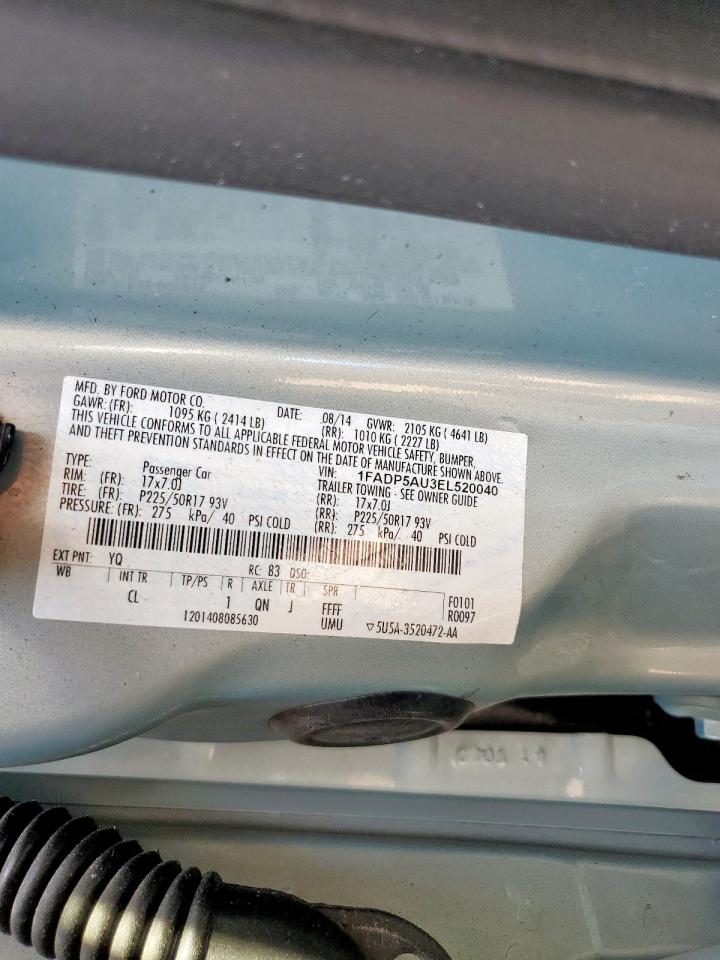 MFD. BY FORD MOTOR CO.
DATE: 08/14 GVWR: 2105 KG ( 4641 LB)
GAWR: (FR): 1095 KG ( 2414 LB) (RR): 1010 KG ( 2227 LB)
THIS VEHICLE CONFORMS TO ALL APPLICABLE FEDERAL MOTOR VEHICLE SAFETY, BUMPER,
AND THEFT PREVENTION STANDARDS IN EFFECT ON THE DATE OF MANUFACTURE SHOWN ABOVE.
VIN: 1FADP5AU3EL520040
TYPE: Passenger Car TRAILER TOWING - SEE OWNER GUIDE
RIM: (FR): 17x7.0J (RR): 17x7.0J
TIRE: (FR): P225/50R17 93V (RR): P225/50R17 93V
PRESSURE: (FR): 275 kPa/ 40 PSI COLD (RR): 275 kPa/ 40 PSI COLD
EXT PNT: YQ RC: 83 DSO:
WB INT TR TP/PS R AXLE TR SPR F0101
CL 1 QN J FFFF R0097
1201408085630 UMU ▽5USA-3520472-AA